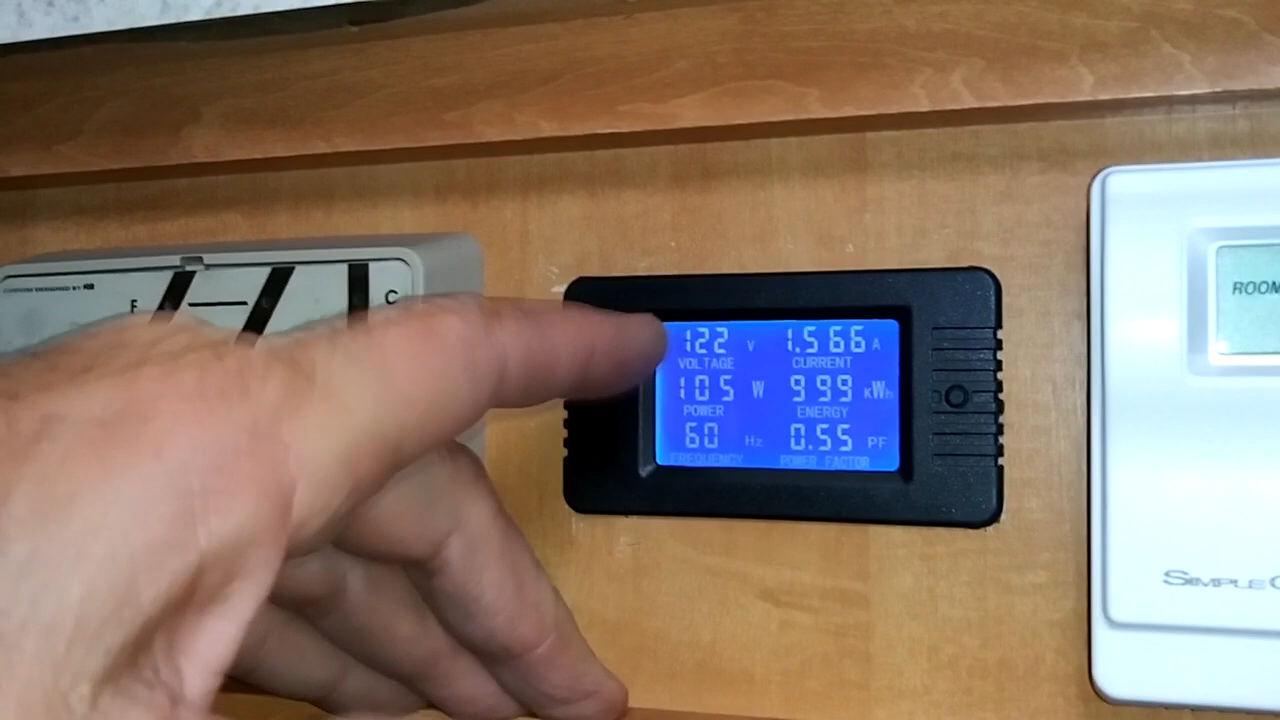 F
C
122 V 1.566 A
VOLTAGE CURRENT
105 W 999 kWh
POWER ENERGY
60 Hz 0.55 PF
FREQUENCY POWER FACTOR
ROOM
SIMPLE